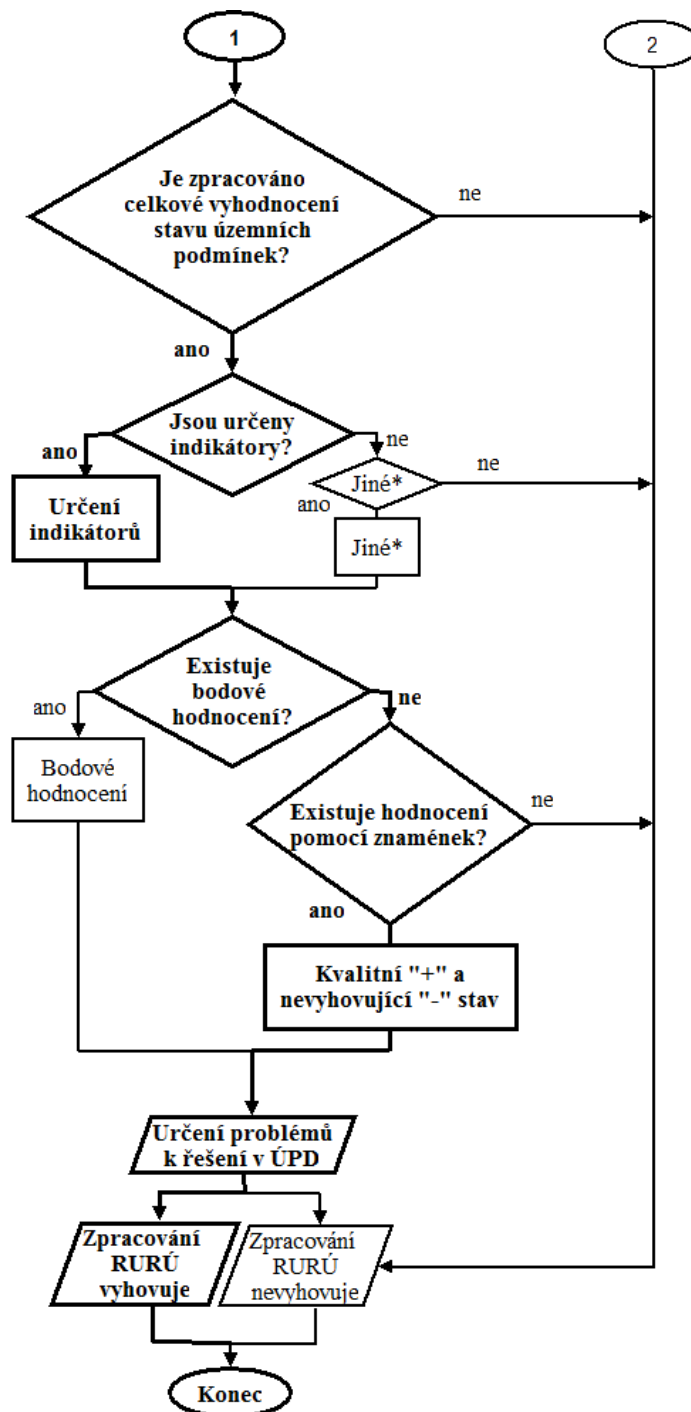 1
2
Je zpracováno
celkové vyhodnocení
stavu územních
podmínek?
ne
ano
Jsou určeny
indikátory?
ano
ne
Určení
indikátorů
Jiné*
ne
ano
Jiné*
Existuje
bodové
hodnocení?
ano
ne
Bodové
hodnocení
Existuje hodnocení
pomocí znamének?
ne
ano
Kvalitní "+" a
nevyhovující "-" stav
Určení problémů
k řešení v ÚPD
Zpracování
RURÚ
vyhovuje
Zpracování
RURÚ
nevyhovuje
Konec